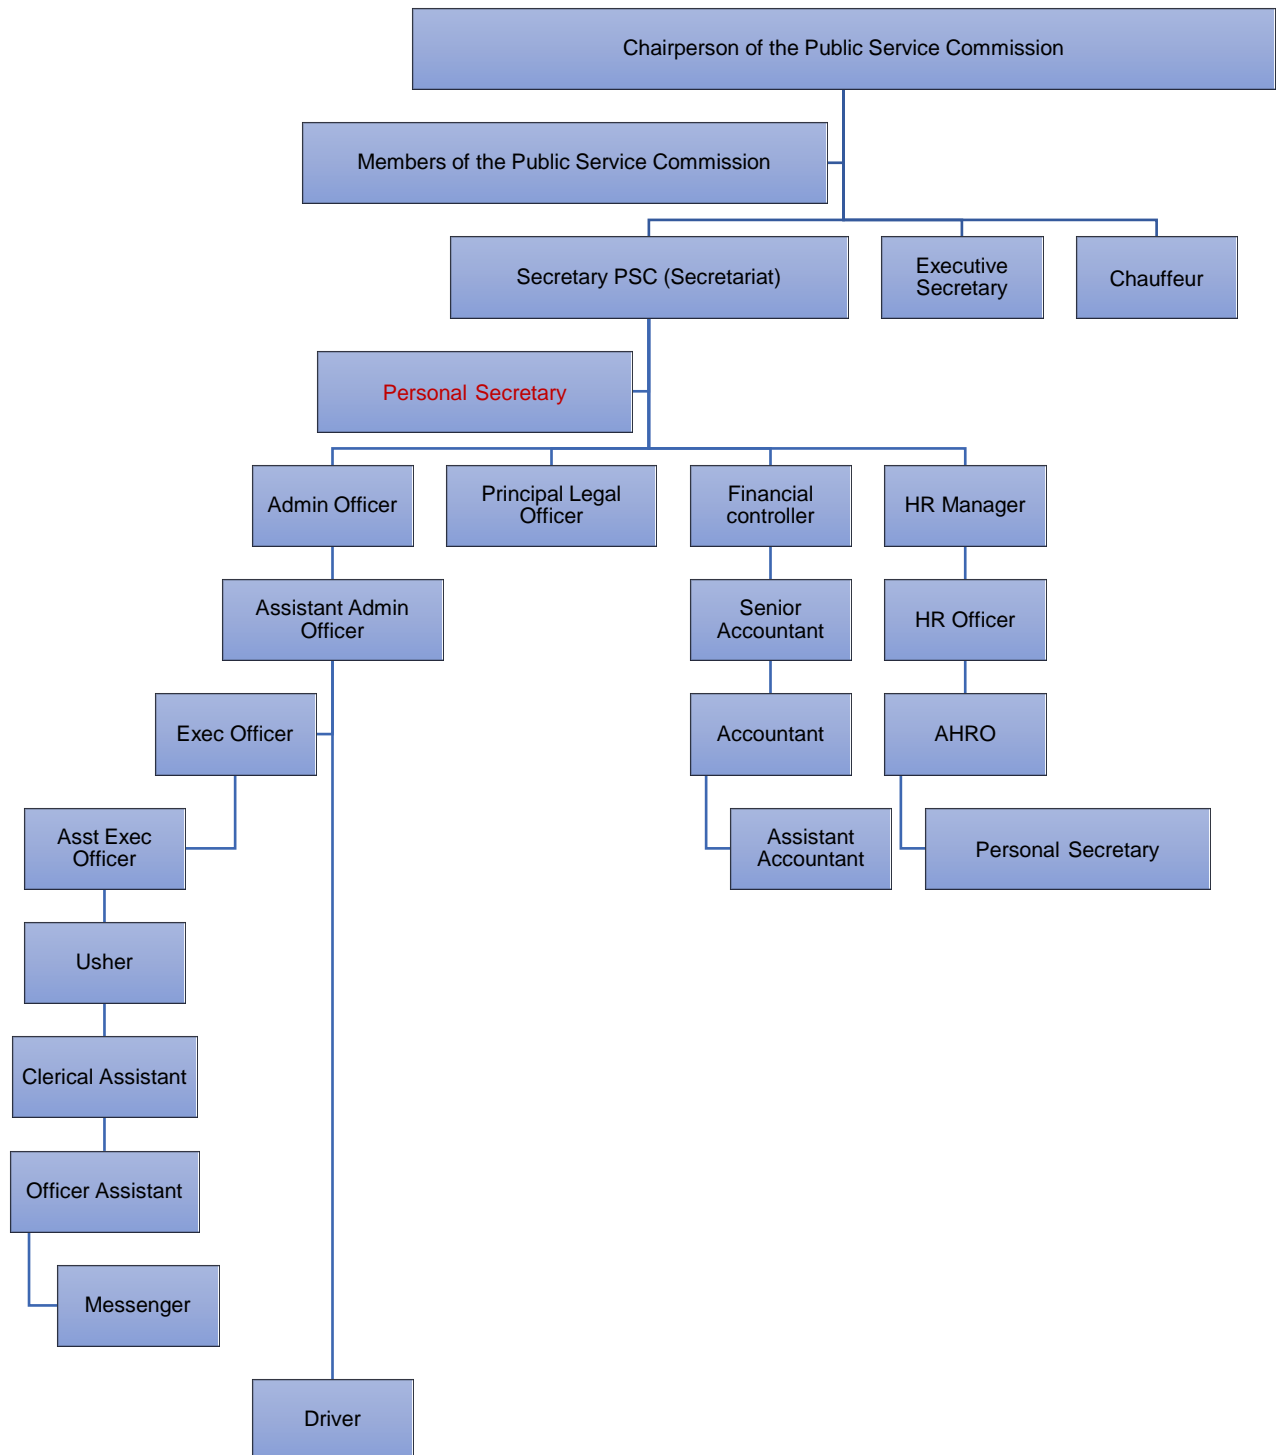 Chairperson of the Public Service Commission
Members of the Public Service Commission
Secretary PSC (Secretariat)
Executive
Secretary
Chauffeur
Personal Secretary
Admin Officer
Principal Legal
Officer
Financial
controller
HR Manager
Assistant Admin
Officer
Senior
Accountant
HR Officer
Exec Officer
Accountant
AHRO
Asst Exec
Officer
Assistant
Accountant
Personal Secretary
Usher
Clerical Assistant
Officer Assistant
Messenger
Driver